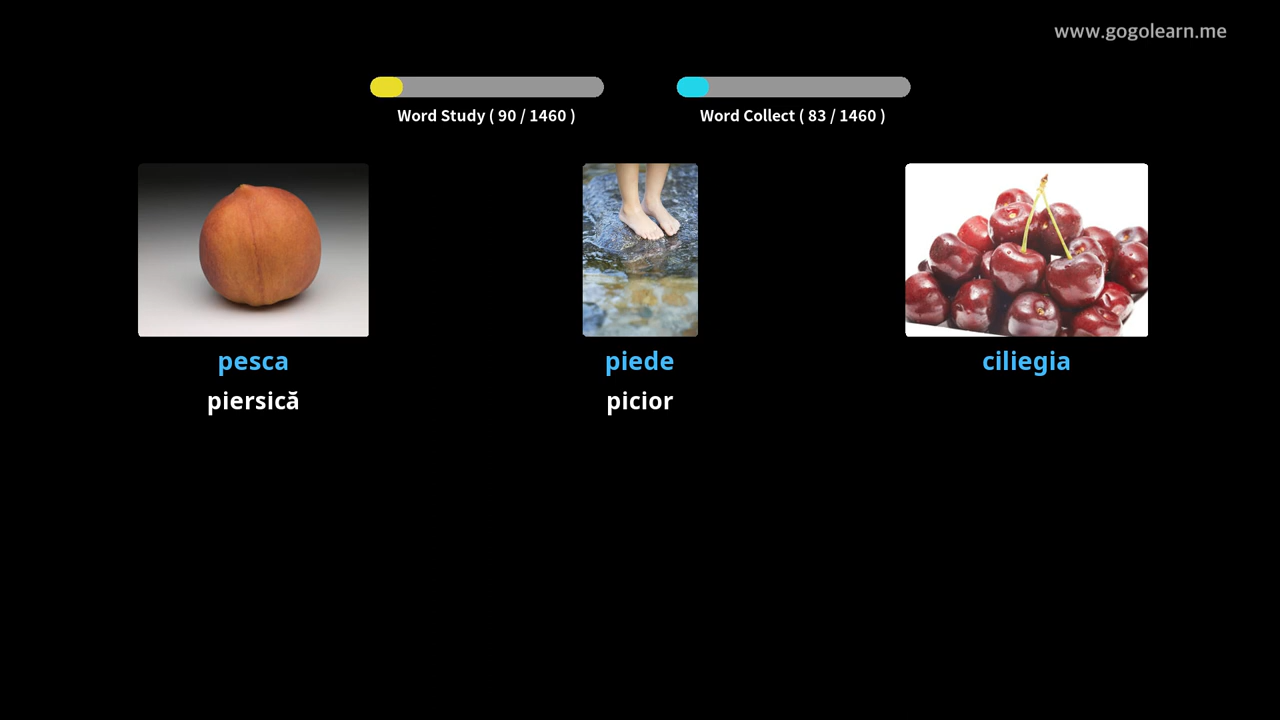 www.gogolearn.me
Word Study ( 90 / 1460 )
Word Collect ( 83 / 1460 )
pesca
piede
ciliegia
piersică
picior